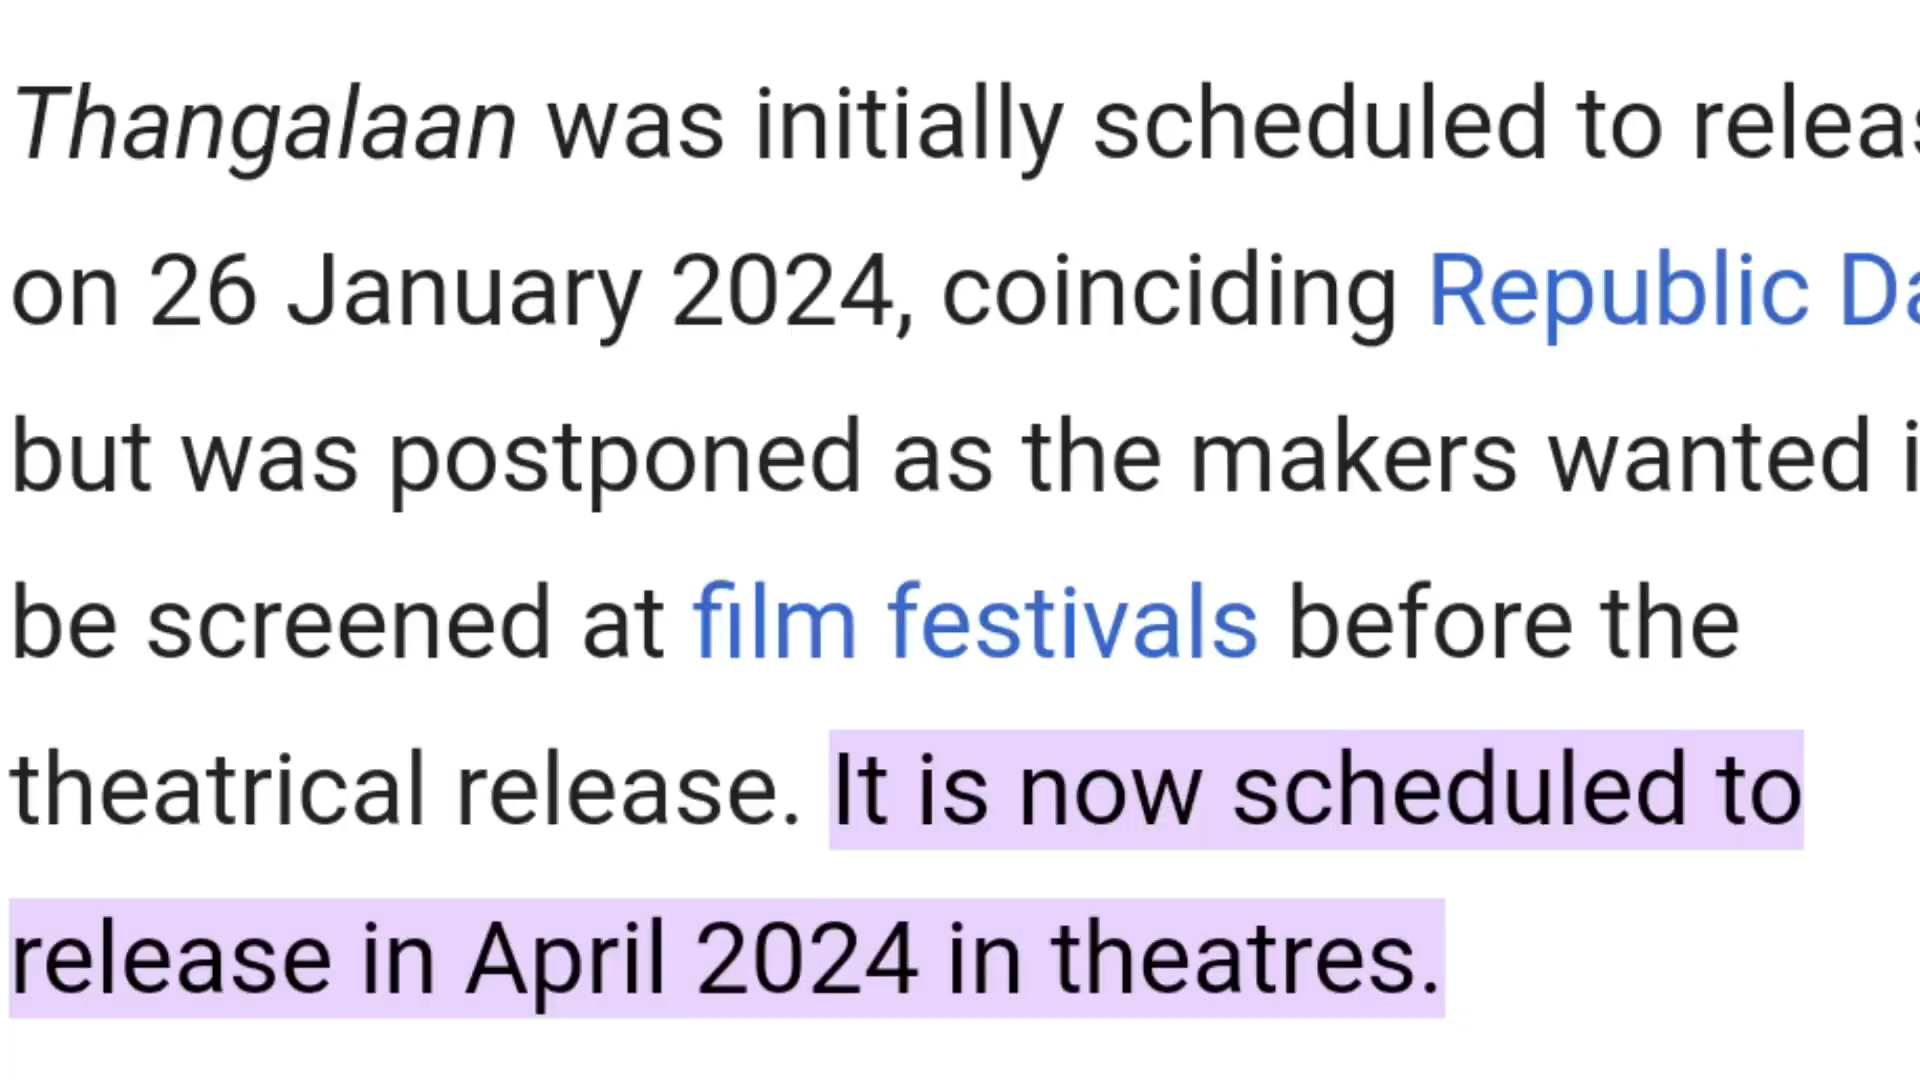 Thangalaan was initially scheduled to releas
on 26 January 2024, coinciding Republic Da
but was postponed as the makers wanted i
be screened at film festivals before the
theatrical release. It is now scheduled to
release in April 2024 in theatres.